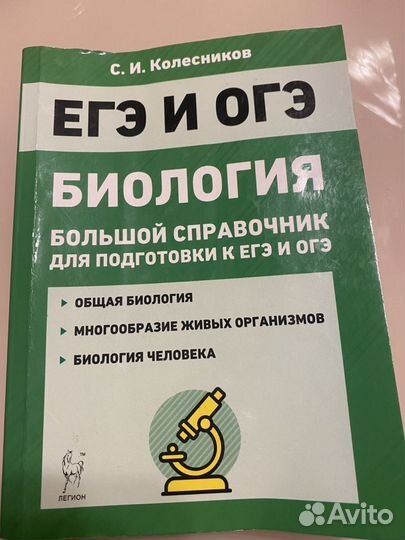 С. И. Колесников
ЕГЭ И ОГЭ
БИОЛОГИЯ
БОЛЬШОЙ СПРАВОЧНИК
ДЛЯ ПОДГОТОВКИ К ЕГЭ И ОГЭ
ОБЩАЯ БИОЛОГИЯ
МНОГООБРАЗИЕ ЖИВЫХ ОРГАНИЗМОВ
БИОЛОГИЯ ЧЕЛОВЕКА
TM
ЛЕГИОН
Avito